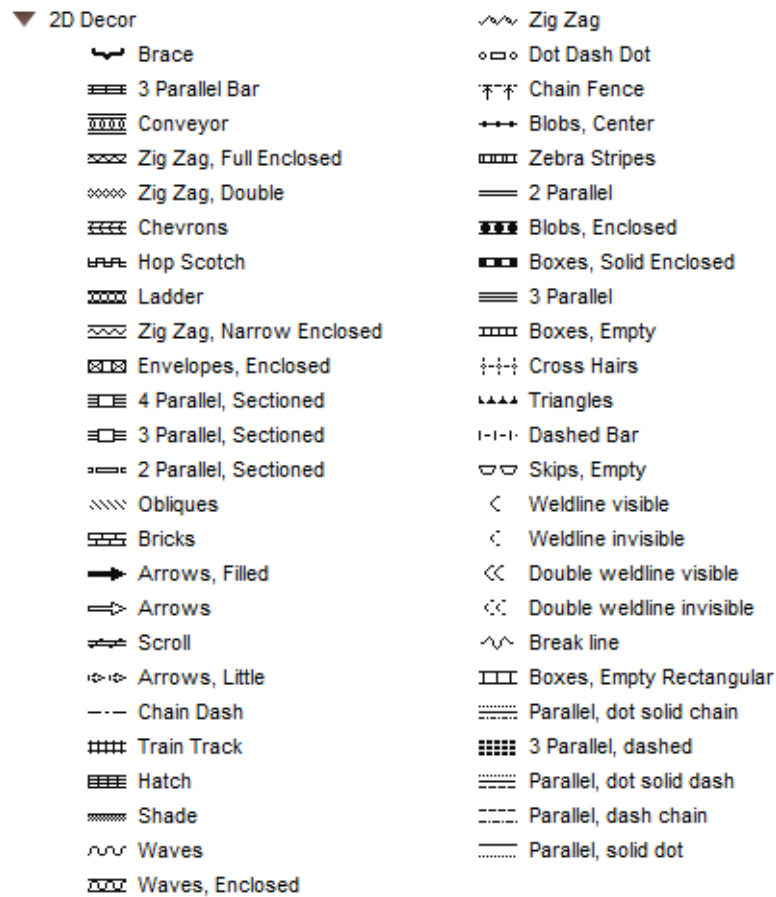 2D Decor
Brace
3 Parallel Bar
Conveyor
Zig Zag, Full Enclosed
Zig Zag, Double
Chevrons
Hop Scotch
Ladder
Zig Zag, Narrow Enclosed
Envelopes, Enclosed
4 Parallel, Sectioned
3 Parallel, Sectioned
2 Parallel, Sectioned
Obliques
Bricks
Arrows, Filled
Arrows
Scroll
Arrows, Little
Chain Dash
Train Track
Hatch
Shade
Waves
Waves, Enclosed
Zig Zag
Dot Dash Dot
Chain Fence
Blobs, Center
Zebra Stripes
2 Parallel
Blobs, Enclosed
Boxes, Solid Enclosed
3 Parallel
Boxes, Empty
Cross Hairs
Triangles
Dashed Bar
Skips, Empty
Weldline visible
Weldline invisible
Double weldline visible
Double weldline invisible
Break line
Boxes, Empty Rectangular
Parallel, dot solid chain
3 Parallel, dashed
Parallel, dot solid dash
Parallel, dash chain
Parallel, solid dot